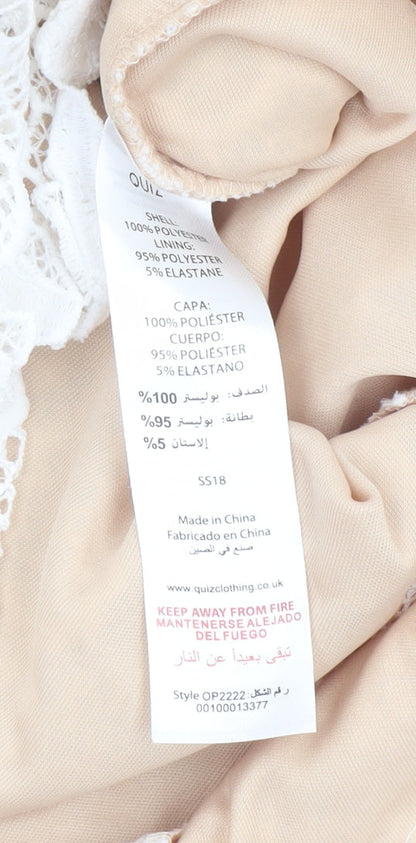 QUIZ
SHELL:
100% POLYESTER
LINING:
95% POLYESTER
5% ELASTANE
CAPA:
100% POLIÉSTER
CUERPO:
95% POLIÉSTER
5% ELASTANO
الصدف: بوليستر 100%
بطانة: بوليستر 95%
إلاستان 5%
SS18
Made in China
Fabricado en China
صنع في الصين
www.quizclothing.co.uk
KEEP AWAY FROM FIRE
MANTENERSE ALEJADO
DEL FUEGO
تبقى بعيدأ عن النار
Style OP2222 :رقم الشكل
00100013377